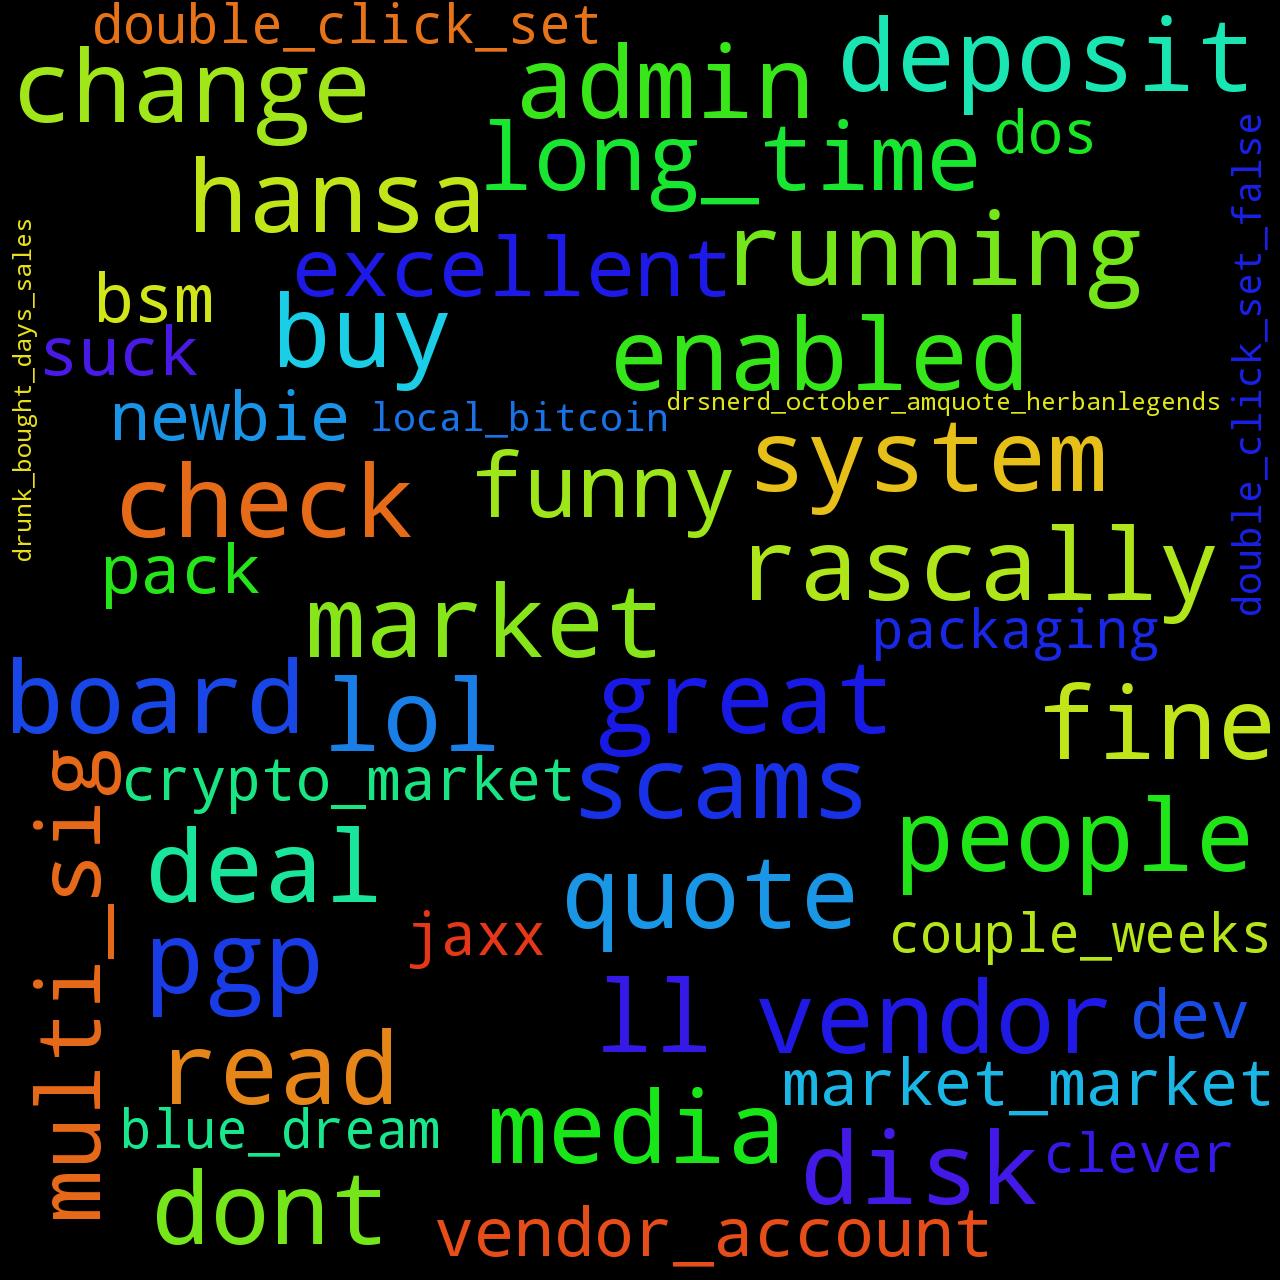 double_click_set
change
admin
deposit
long_time
dos
hansa
running
excellent
bsm
buy
suck
enabled
double_click_set_false
drunk_bought_days_sales
newbie
local_bitcoin
drsnerd_october_amquote_herbanlegends
system
check
funny
rascally
pack
market
packaging
board
lol
great
fine
crypto_market
scams
multi_sig
people
deal
quote
jaxx
couple_weeks
pgp
ll
vendor
dev
read
market_market
blue_dream
media
disk
clever
dont
vendor_account